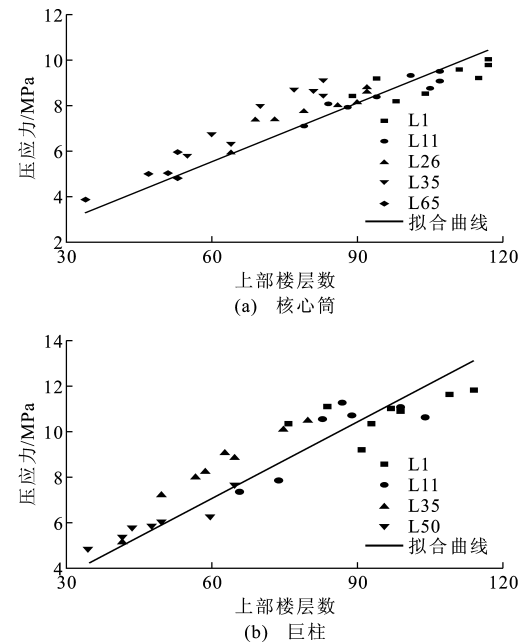 12
10
8
6
4
2
压应力/MPa
L1
L11
L26
L35
L65
拟合曲线
30 60 90 120
上部楼层数
(a) 核心筒
14
12
10
8
6
4
压应力/MPa
L1
L11
L35
L50
拟合曲线
30 60 90 120
上部楼层数
(b) 巨柱